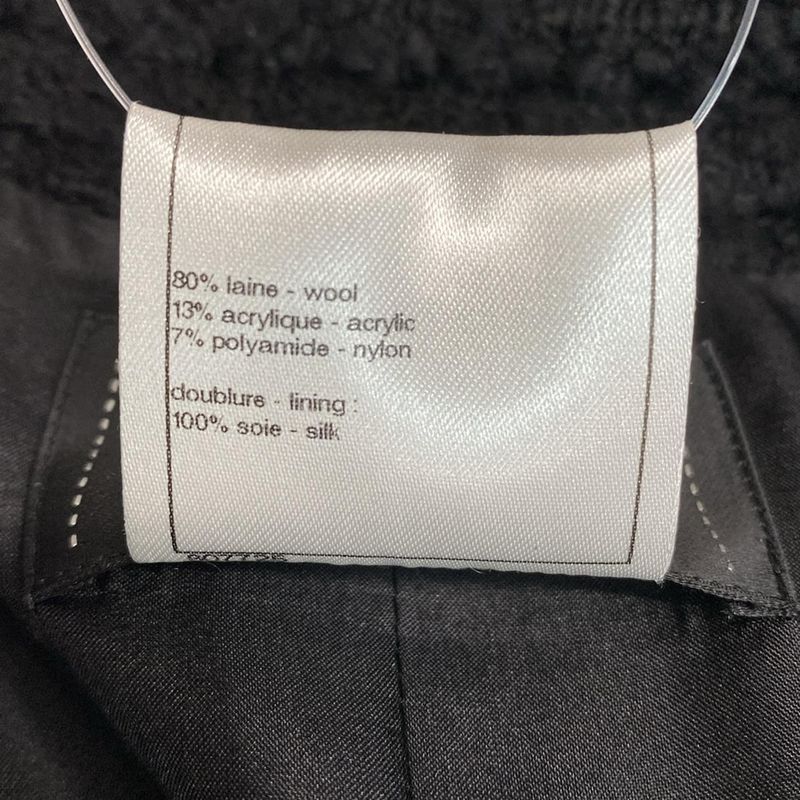 80% laine - wool
13% acrylique - acrylic
7% polyamide - nylon
doublure - lining :
100% soie - silk